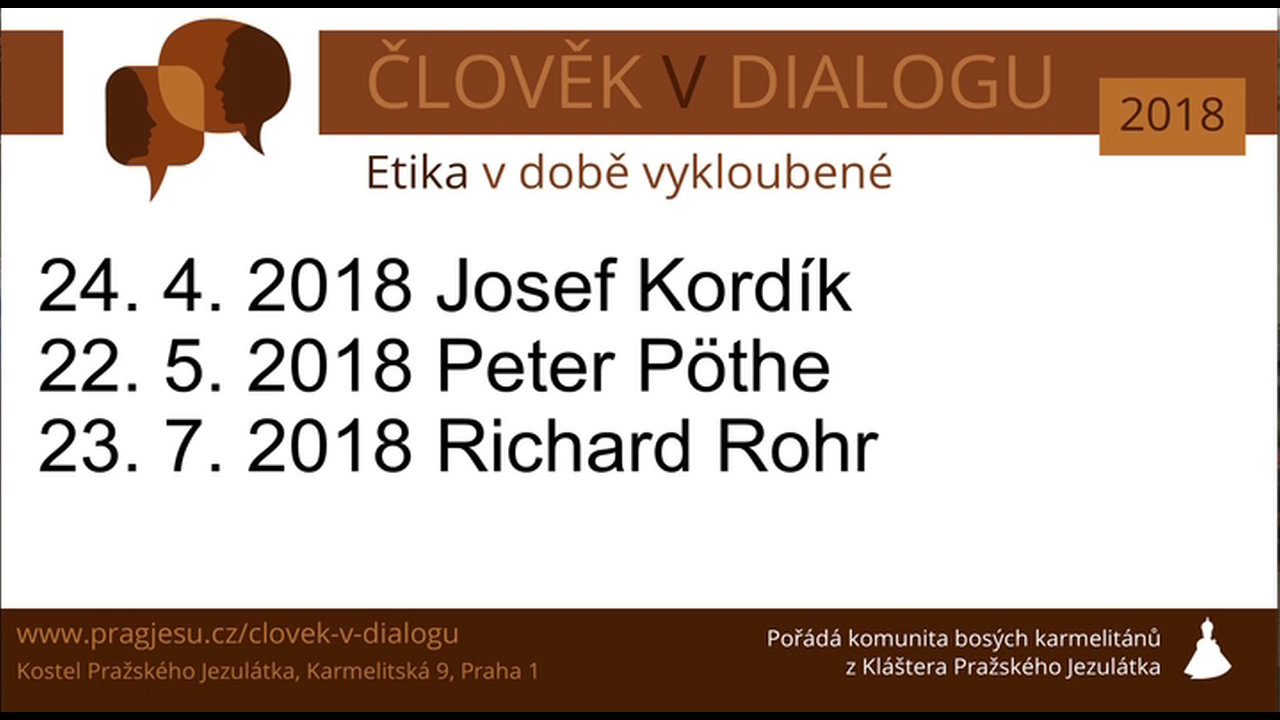 ČLOVĚK V DIALOGU
2018
Etika v době vykloubené
24. 4. 2018 Josef Kordík
22. 5. 2018 Peter Pöthe
23. 7. 2018 Richard Rohr
www.pragjesu.cz/clovek-v-dialogu
Kostel Pražského Jezulátka, Karmelitská 9, Praha 1
Pořádá komunita bosých karmelitánů
z Kláštera Pražského Jezulátka